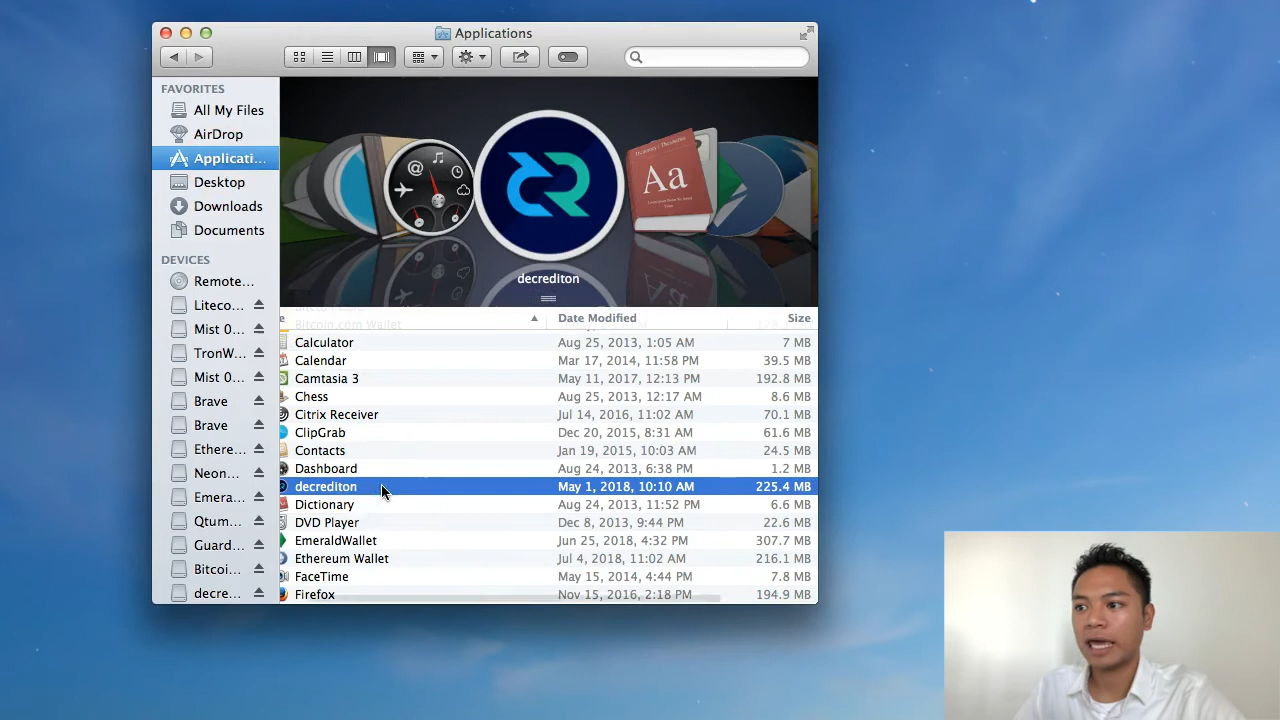 Applications
FAVORITES
All My Files
AirDrop
Applicati...
Desktop
Downloads
Documents
DEVICES
Remote...
Liteco...
Mist 0...
TronW...
Mist 0...
Brave
Brave
Ethere...
Neon...
Emera...
Qtum...
Guard...
Bitcoi...
decre...
Aa
decrediton
e Date Modified Size
Bitcoin.com Wallet
Calculator Aug 25, 2013, 1:05 AM 7 MB
Calendar Mar 17, 2014, 11:58 PM 39.5 MB
Camtasia 3 May 11, 2017, 12:13 PM 192.8 MB
Chess Aug 25, 2013, 12:17 AM 8.6 MB
Citrix Receiver Jul 14, 2016, 11:02 AM 70.1 MB
ClipGrab Dec 20, 2015, 8:31 AM 61.6 MB
Contacts Jan 19, 2015, 10:03 AM 24.5 MB
Dashboard Aug 24, 2013, 6:38 PM 1.2 MB
decrediton May 1, 2018, 10:10 AM 225.4 MB
Dictionary Aug 24, 2013, 11:52 PM 6.6 MB
DVD Player Dec 8, 2013, 9:44 PM 22.6 MB
EmeraldWallet Jun 25, 2018, 4:32 PM 307.7 MB
Ethereum Wallet Jul 4, 2018, 11:02 AM 216.1 MB
FaceTime May 15, 2014, 4:44 PM 7.8 MB
Firefox Nov 15, 2016, 2:18 PM 194.9 MB